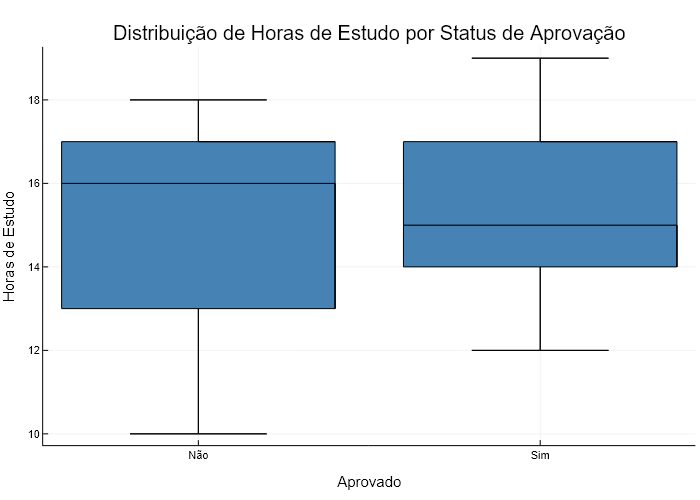 Distribuição de Horas de Estudo por Status de Aprovação
Horas de Estudo
18
16
14
12
10
Não
Sim
Aprovado